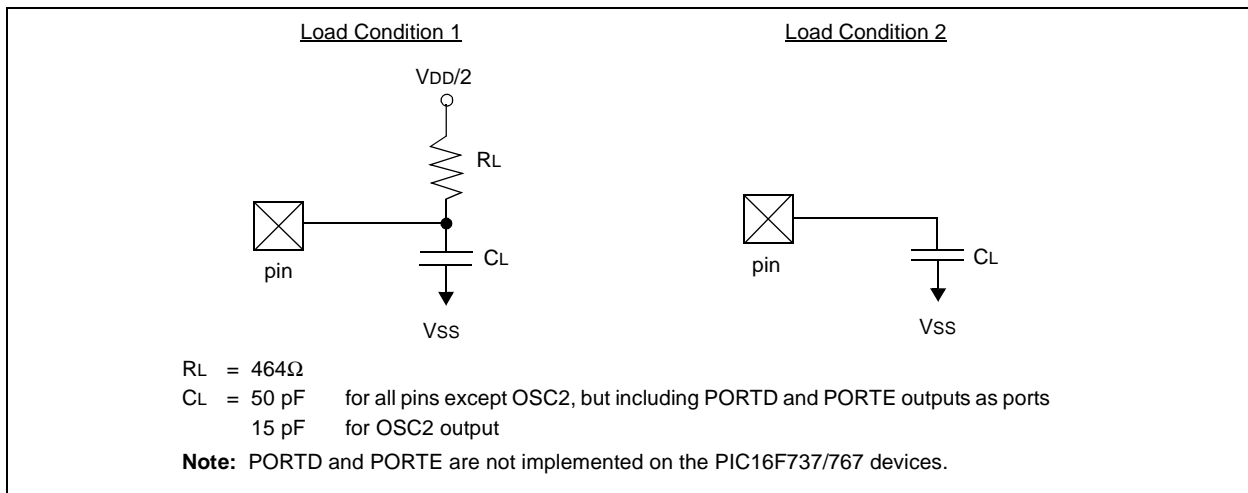 Load Condition 1
Load Condition 2
VDD/2
RL
pin
CL
VSS
pin
CL
VSS
RL = 464Ω
CL = 50 pF for all pins except OSC2, but including PORTD and PORTE outputs as ports
15 pF for OSC2 output
Note: PORTD and PORTE are not implemented on the PIC16F737/767 devices.